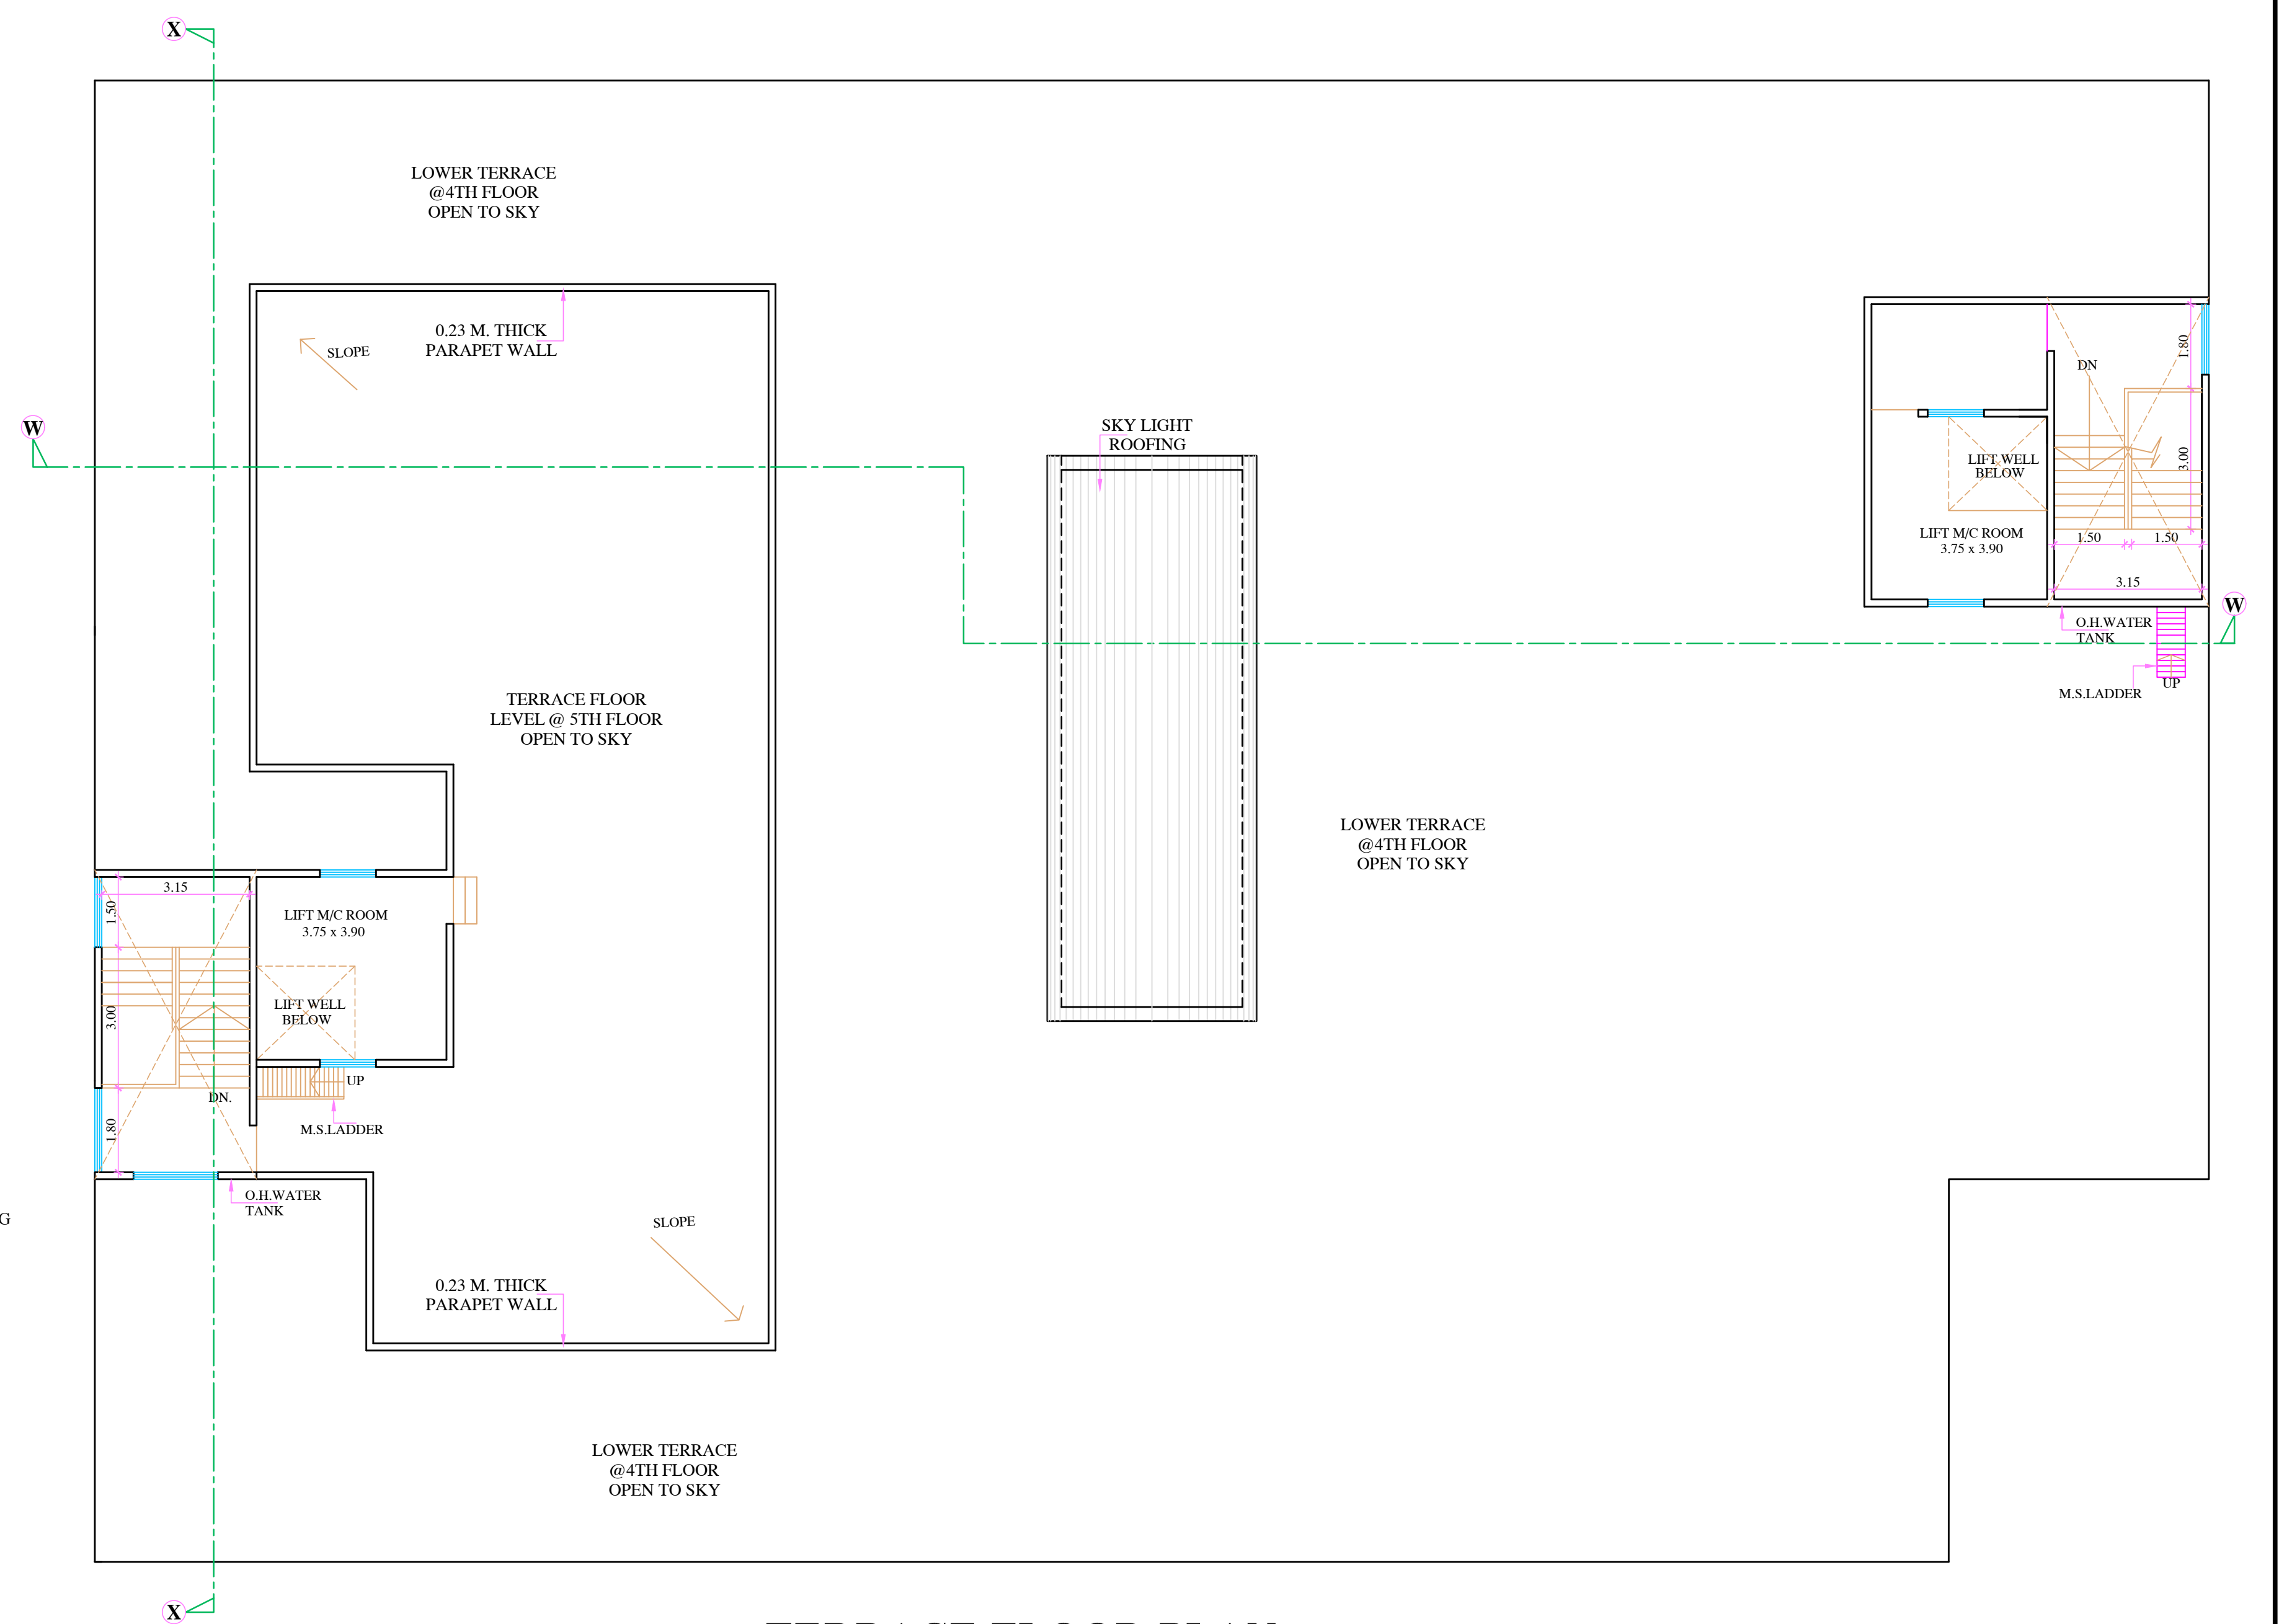 X
LOWER TERRACE
@4TH FLOOR
OPEN TO SKY
0.23 M. THICK
PARAPET WALL
SLOPE
1.80
DN
W
SKY LIGHT
ROOFING
3.00
LIFT WELL
BELOW
LIFT M/C ROOM
3.75 x 3.90
1.50
1.50
3.15
W
O.H.WATER
TANK
M.S.LADDER
UP
TERRACE FLOOR
LEVEL @ 5TH FLOOR
OPEN TO SKY
LOWER TERRACE
@4TH FLOOR
OPEN TO SKY
3.15
1.50
LIFT M/C ROOM
3.75 x 3.90
3.00
LIFT WELL
BELOW
UP
DN.
1.80
M.S.LADDER
O.H.WATER
TANK
G
SLOPE
0.23 M. THICK
PARAPET WALL
LOWER TERRACE
@4TH FLOOR
OPEN TO SKY
X
TERRACE FLOOR PLAN